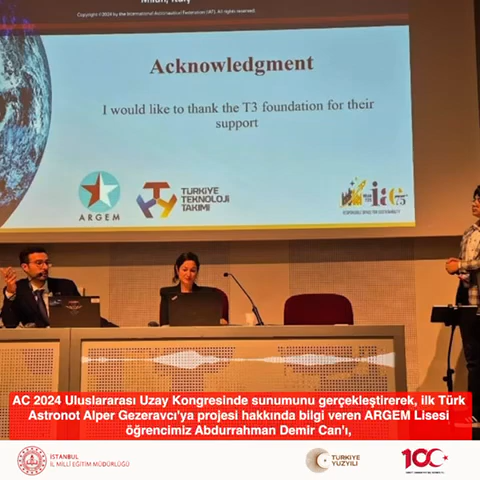 Copyright ©2024 by the International Astronautical Federation (IAF). All rights reserved.
Acknowledgment
I would like to thank the T3 foundation for their
support
ARGEM
TÜRKİYE
TEKNOLOJİ
TAKIMI
iac
AC 2024 Uluslararası Uzay Kongresinde sunumunu gerçekleştirerek, ilk Türk
Astronot Alper Gezeravcı'ya projesi hakkında bilgi veren ARGEM Lisesi
öğrencimiz Abdurrahman Demir Can'ı,
İSTANBUL
İL MİLLÎ EĞİTİM MÜDÜRLÜĞÜ
TÜRKİYE
YÜZYILI
100